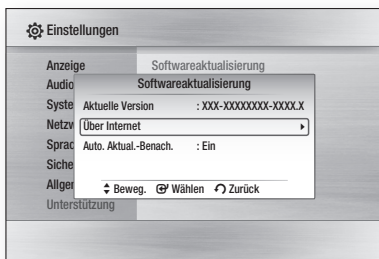 Einstellungen
Anzeige Softwareaktualisierung
Audio
Softwareaktualisierung
Syste
Aktuelle Version : XXX-XXXXXXXX-XXXX.X
Netzw
Über Internet
Sprac
Auto. Aktual.-Benach. : Ein
Siche
Allger
Beweg. Wählen Zurück
Unterstützung